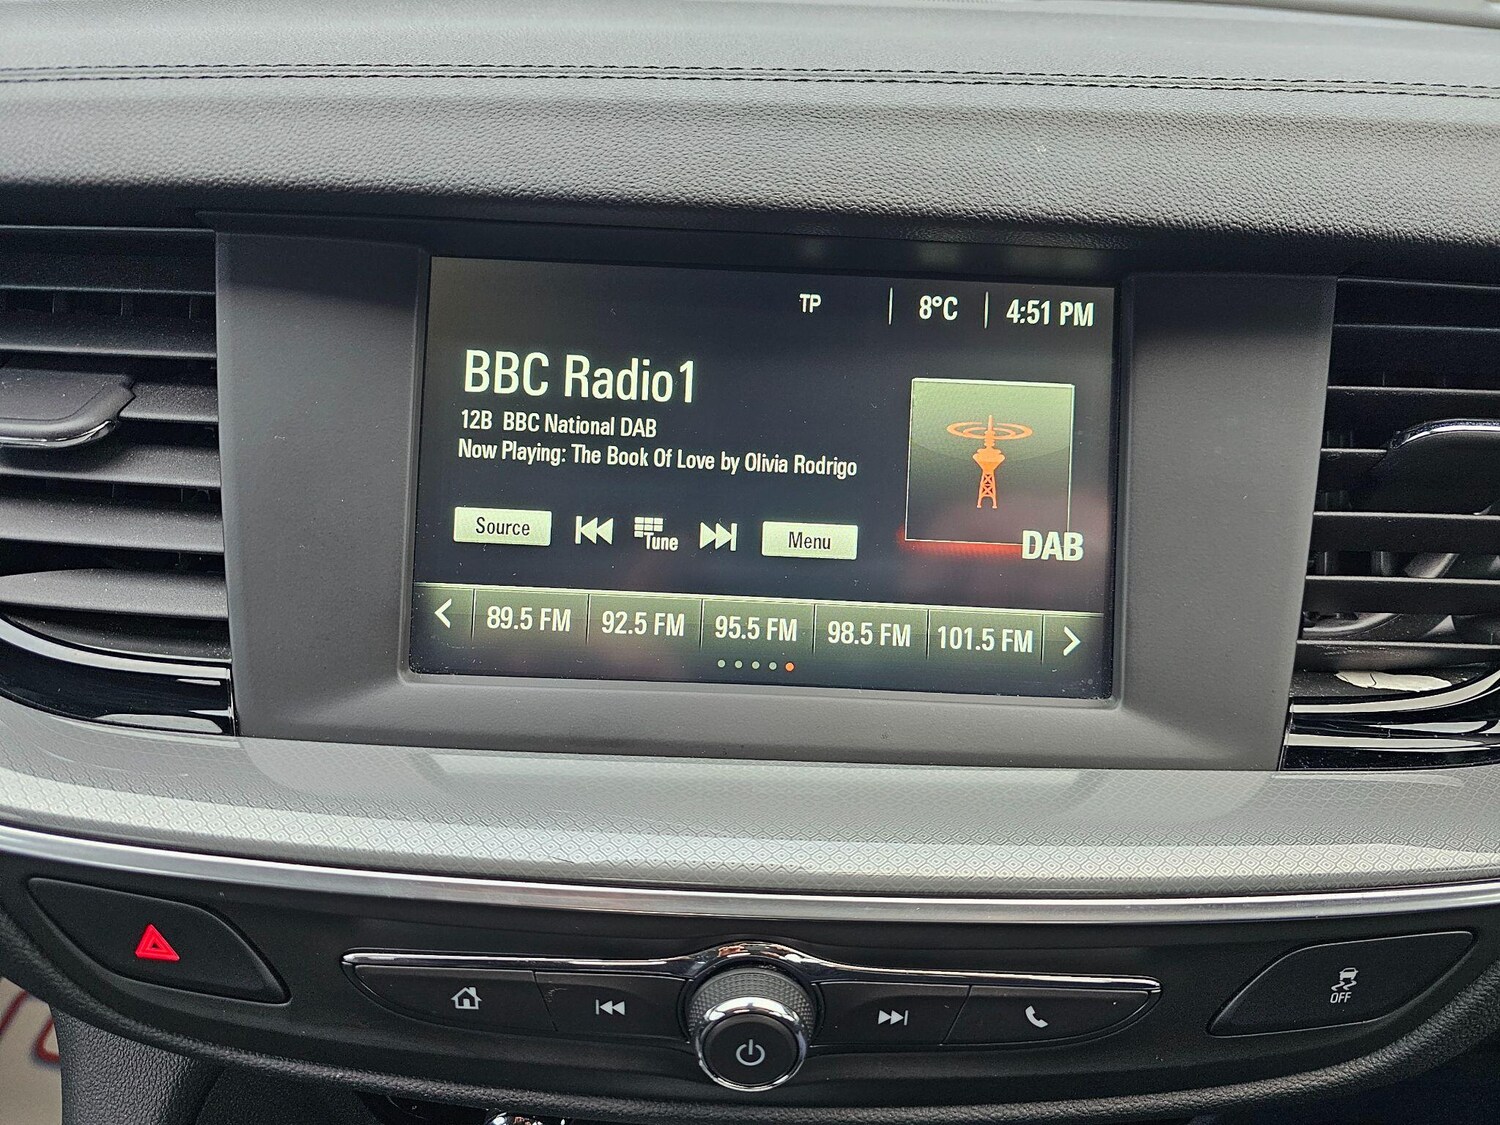 TP 8°C 4:51 PM
BBC Radio1
12B BBC National DAB
Now Playing: The Book Of Love by Olivia Rodrigo
Source Tune Menu
DAB
89.5 FM 92.5 FM 95.5 FM 98.5 FM 101.5 FM
OFF